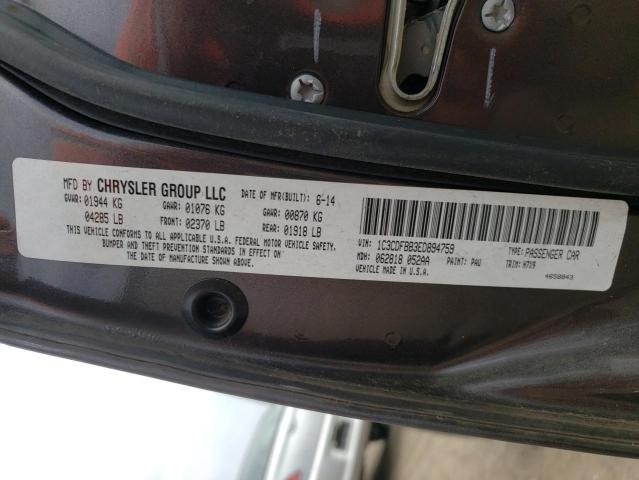 MFD BY CHRYSLER GROUP LLC DATE OF MFR(BUILT): 6-14
GVWR: 01944 KG GAWR: 01076 KG GAWR: 00870 KG
04285 LB FRONT: 02370 LB REAR: 01918 LB
THIS VEHICLE CONFORMS TO ALL APPLICABLE U.S.A. FEDERAL MOTOR VEHICLE SAFETY,
BUMPER AND THEFT PREVENTION STANDARDS IN EFFECT ON
THE DATE OF MANUFACTURE SHOWN ABOVE.
VIN: 1C3CDFBB3ED894759 TYPE: PASSENGER CAR
MDH: 062818 052AA PAINT: PAU TRIM: H7X9
VEHICLE MADE IN U.S.A. 4658843